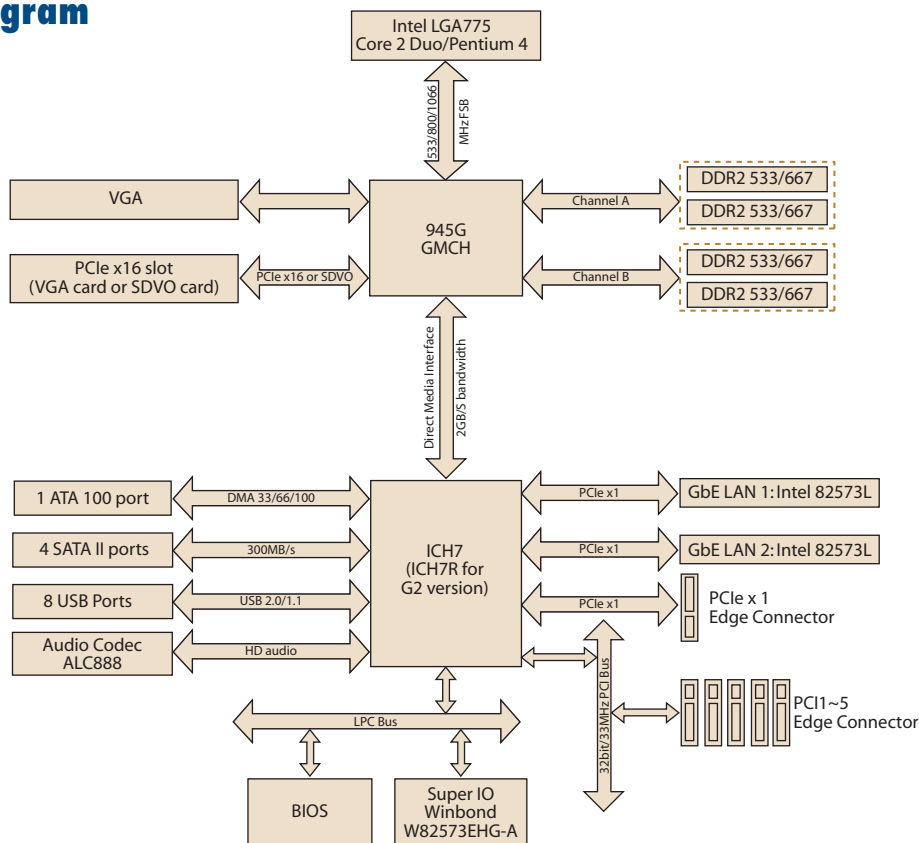 gram
Intel LGA775
Core 2 Duo/Pentium 4
533/800/1066
MHz FSB
VGA
945G
GMCH
Channel A
DDR2 533/667
DDR2 533/667
PCIe x16 slot
(VGA card or SDVO card)
PCIe x16 or SDVO
Channel B
DDR2 533/667
DDR2 533/667
Direct Media Interface
2GB/S bandwidth
1 ATA 100 port
DMA 33/66/100
4 SATA II ports
300MB/s
8 USB Ports
USB 2.0/1.1
Audio Codec
ALC888
HD audio
ICH7
(ICH7R for
G2 version)
PCIe x1
GbE LAN 1: Intel 82573L
PCIe x1
GbE LAN 2: Intel 82573L
PCIe x1
PCIe x 1
Edge Connector
32bit/33MHz PCI Bus
PCI1~5
Edge Connector
LPC Bus
BIOS
Super IO
Winbond
W82573EHG-A